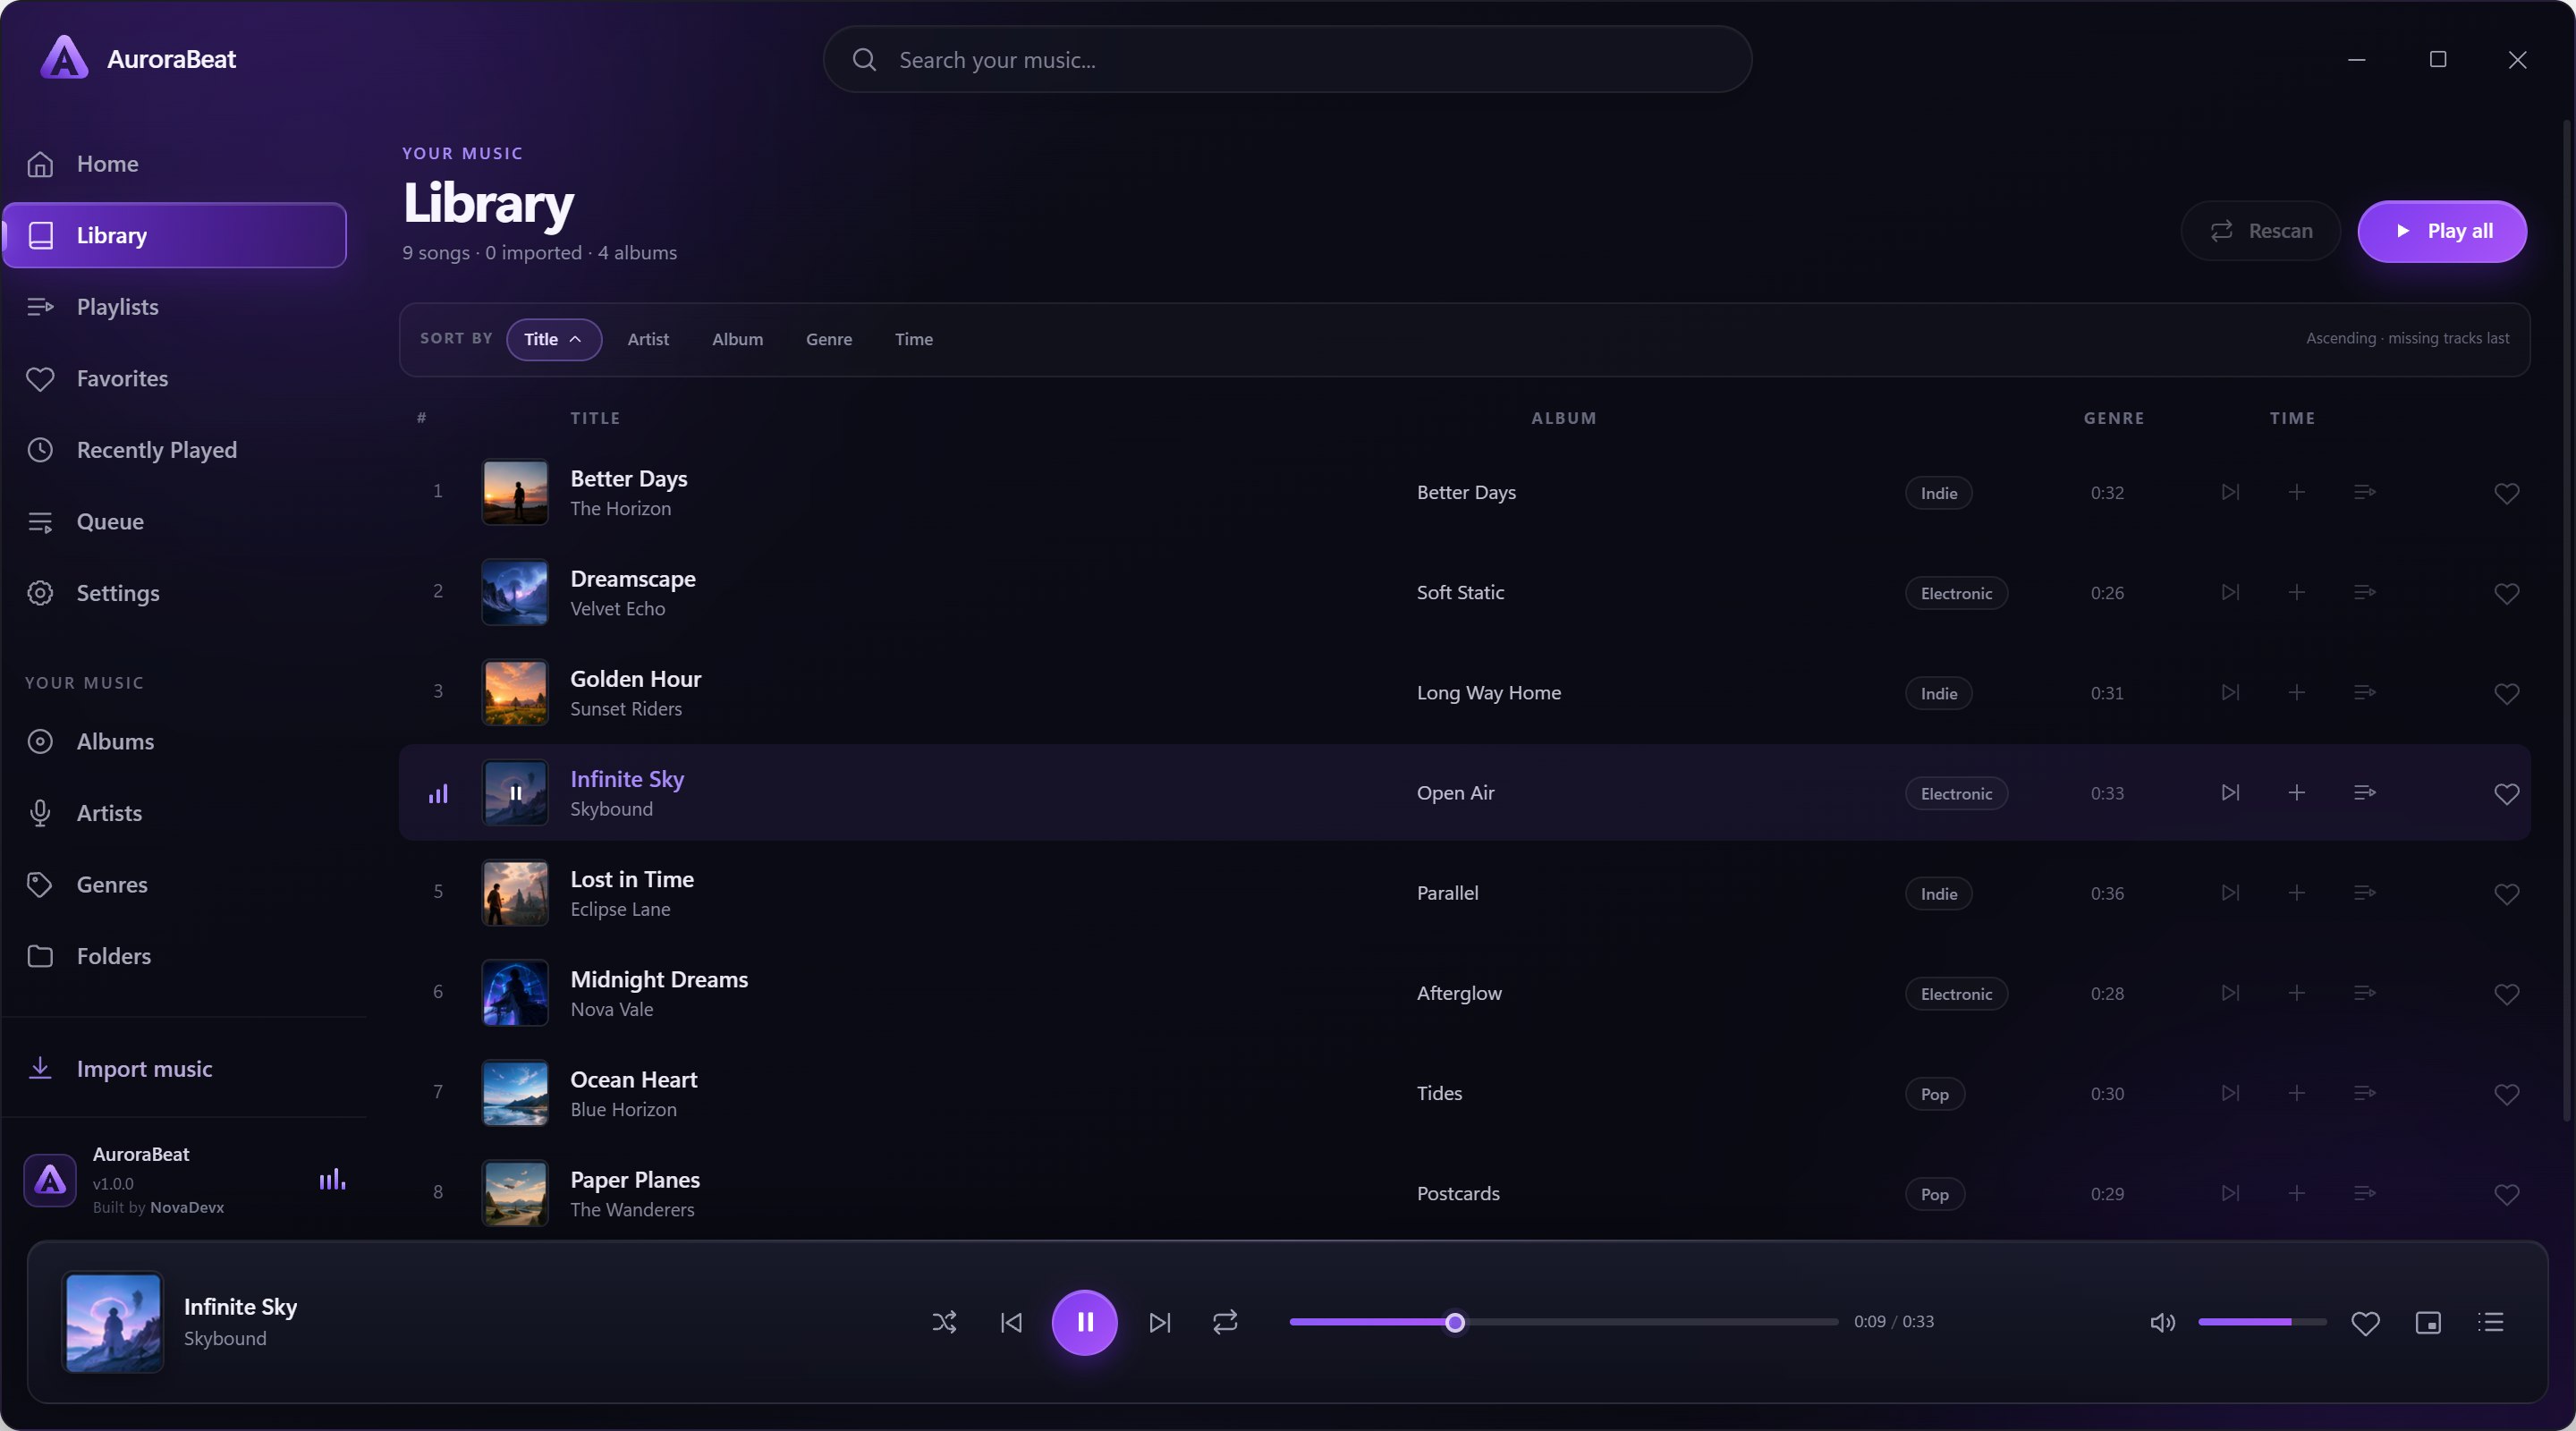 AuroraBeat
Search your music...
Home
Library
Playlists
Favorites
Recently Played
Queue
Settings
YOUR MUSIC
Albums
Artists
Genres
Folders
Import music
AuroraBeat
v1.0.0
Built by NovaDevx
YOUR MUSIC
Library
9 songs · 0 imported · 4 albums
Rescan
Play all
SORT BY Title Artist Album Genre Time Ascending · missing tracks last
# TITLE ALBUM GENRE TIME
1 Better Days Better Days Indie 0:32
The Horizon
2 Dreamscape Soft Static Electronic 0:26
Velvet Echo
3 Golden Hour Long Way Home Indie 0:31
Sunset Riders
Infinite Sky Open Air Electronic 0:33
Skybound
5 Lost in Time Parallel Indie 0:36
Eclipse Lane
6 Midnight Dreams Afterglow Electronic 0:28
Nova Vale
7 Ocean Heart Tides Pop 0:30
Blue Horizon
8 Paper Planes Postcards Pop 0:29
The Wanderers
Infinite Sky
Skybound
0:09 / 0:33